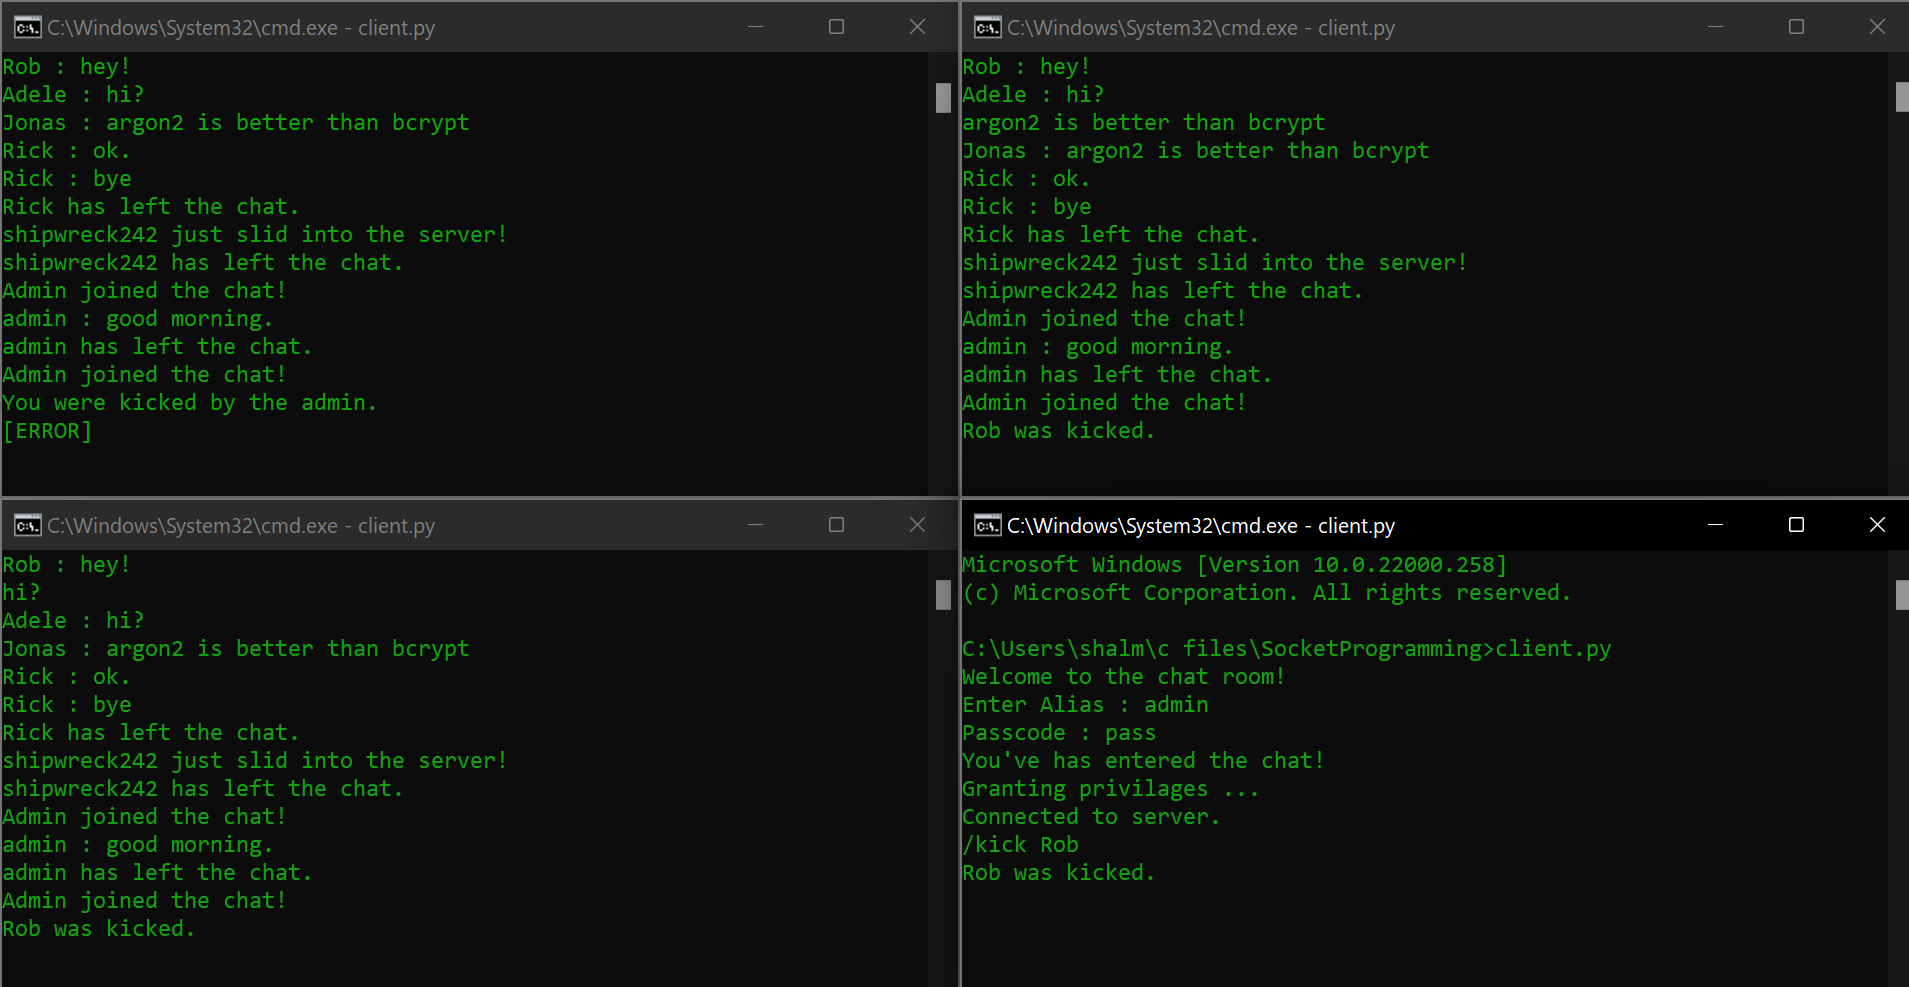 C:\Windows\System32\cmd.exe - client.py
Rob : hey!
Adele : hi?
Jonas : argon2 is better than bcrypt
Rick : ok.
Rick : bye
Rick has left the chat.
shipwreck242 just slid into the server!
shipwreck242 has left the chat.
Admin joined the chat!
admin : good morning.
admin has left the chat.
Admin joined the chat!
You were kicked by the admin.
[ERROR]
C:\Windows\System32\cmd.exe - client.py
Rob : hey!
Adele : hi?
argon2 is better than bcrypt
Jonas : argon2 is better than bcrypt
Rick : ok.
Rick : bye
Rick has left the chat.
shipwreck242 just slid into the server!
shipwreck242 has left the chat.
Admin joined the chat!
admin : good morning.
admin has left the chat.
Admin joined the chat!
Rob was kicked.
C:\Windows\System32\cmd.exe - client.py
Rob : hey!
hi?
Adele : hi?
Jonas : argon2 is better than bcrypt
Rick : ok.
Rick : bye
Rick has left the chat.
shipwreck242 just slid into the server!
shipwreck242 has left the chat.
Admin joined the chat!
admin : good morning.
admin has left the chat.
Admin joined the chat!
Rob was kicked.
C:\Windows\System32\cmd.exe - client.py
Microsoft Windows [Version 10.0.22000.258]
(c) Microsoft Corporation. All rights reserved.
C:\Users\shalm\c files\SocketProgramming>client.py
Welcome to the chat room!
Enter Alias : admin
Passcode : pass
You've has entered the chat!
Granting privilages ...
Connected to server.
/kick Rob
Rob was kicked.